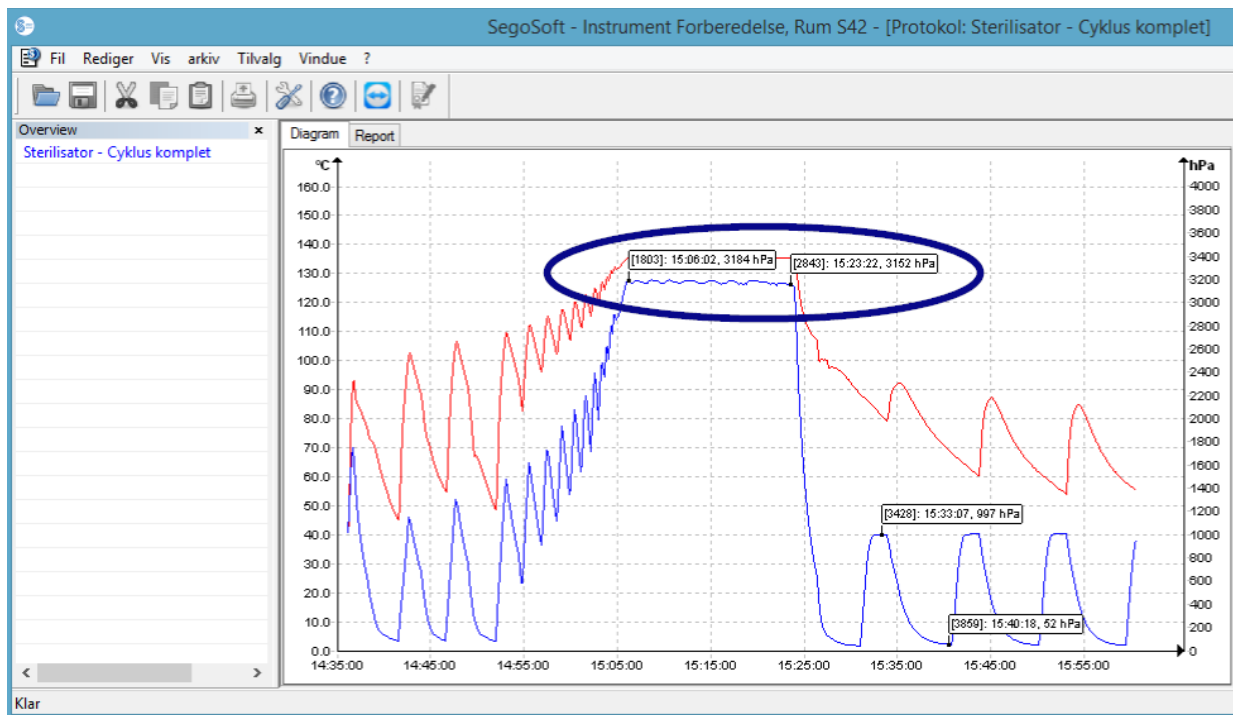 SegoSoft - Instrument Forberedelse, Rum S42 - [Protokol: Sterilisator - Cyklus komplet]
Fil Rediger Vis arkiv Tilvalg Vindue ?
Overview x
Sterilisator - Cyklus komplet
Diagram Report
°C
hPa
160.0
150.0
140.0
130.0
120.0
110.0
100.0
90.0
80.0
70.0
60.0
50.0
40.0
30.0
20.0
10.0
0.0
4000
3800
3600
3400
3200
3000
2800
2600
2400
2200
2000
1800
1600
1400
1200
1000
800
600
400
200
0
[1803]: 15:06:02, 3184 hPa
[2843]: 15:23:22, 3152 hPa
[3428]: 15:33:07, 997 hPa
[3859]: 15:40:18, 52 hPa
14:35:00 14:45:00 14:55:00 15:05:00 15:15:00 15:25:00 15:35:00 15:45:00 15:55:00
Klar